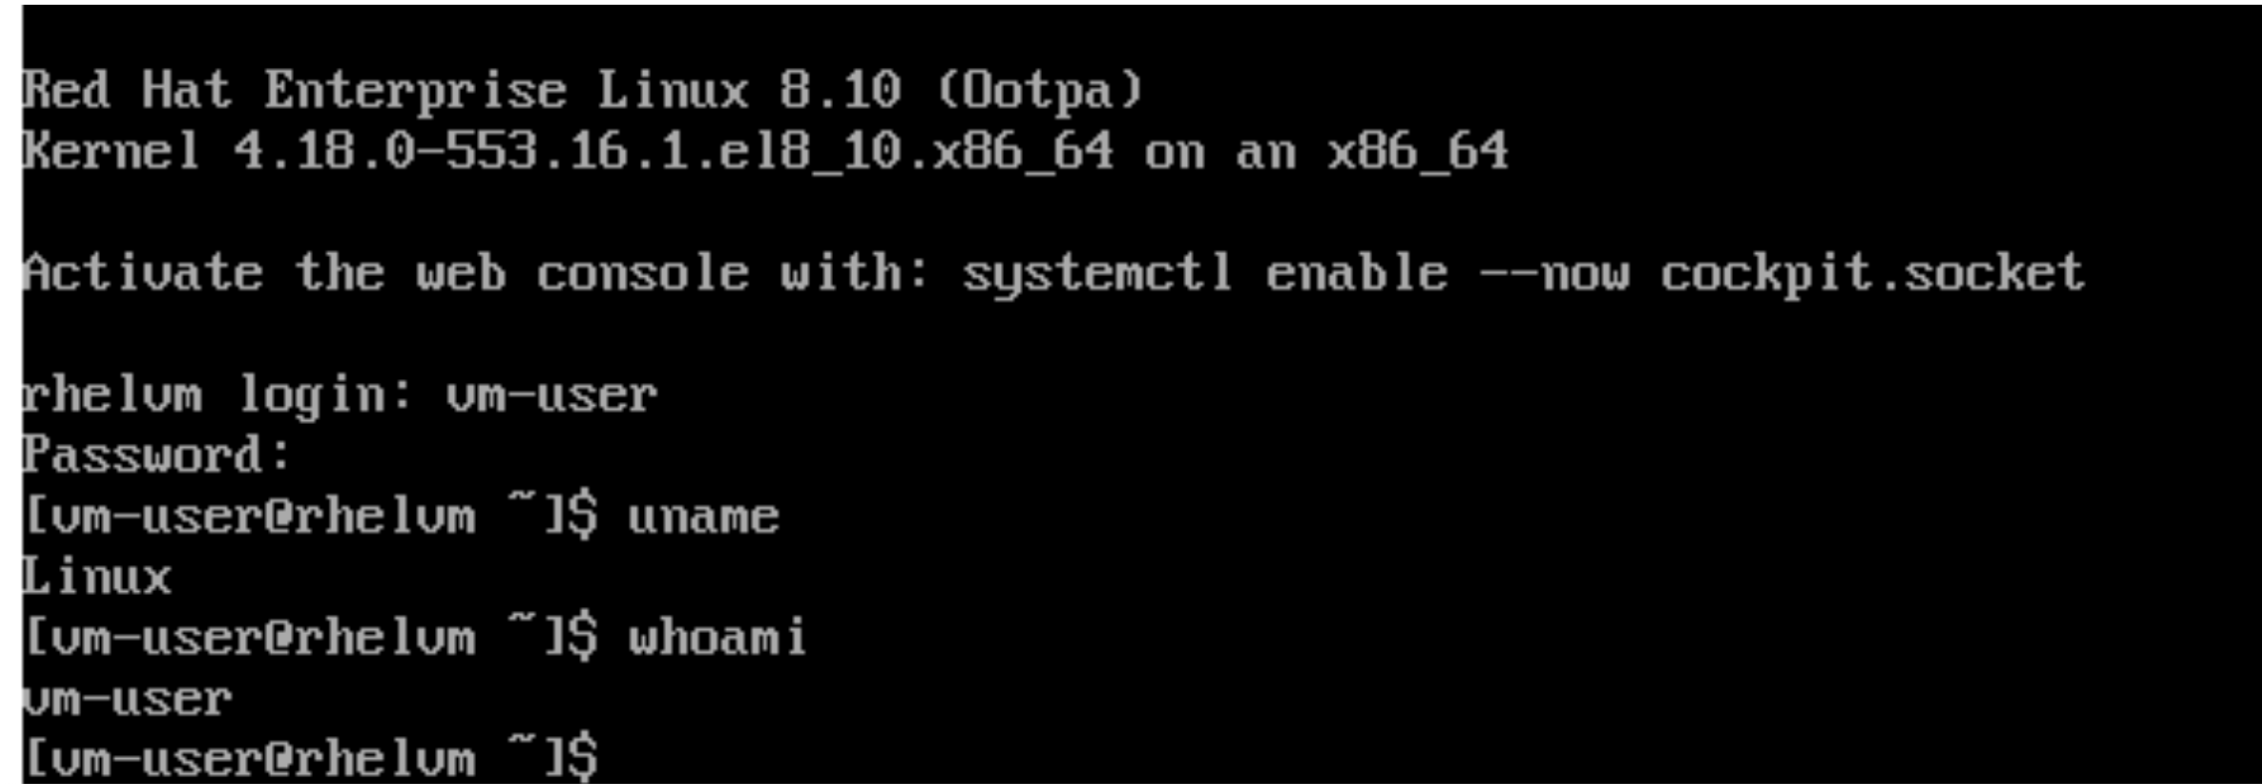 Red Hat Enterprise Linux 8.10 (Ootpa)
Kernel 4.18.0-553.16.1.el8_10.x86_64 on an x86_64
Activate the web console with: systemctl enable --now cockpit.socket
rhelvm login: vm-user
Password:
[vm-user@rhelvm ~]$ uname
Linux
[vm-user@rhelvm ~]$ whoami
vm-user
[vm-user@rhelvm ~]$